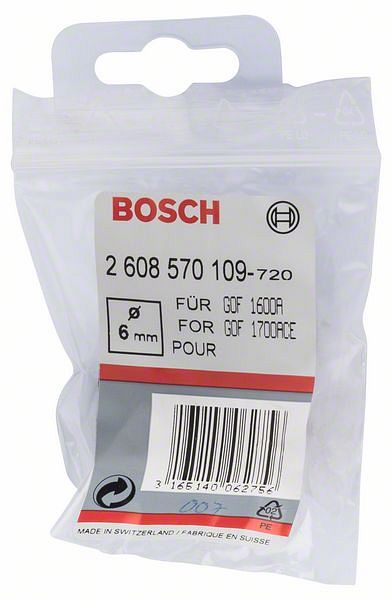 BOSCH
2 608 570 109-720
Ø
6 mm
FÜR GOF 1600A
FOR GOF 1700ACE
POUR
3 165140 062756
007
02
PE
MADE IN SWITZERLAND / FABRIQUE EN SUISSE